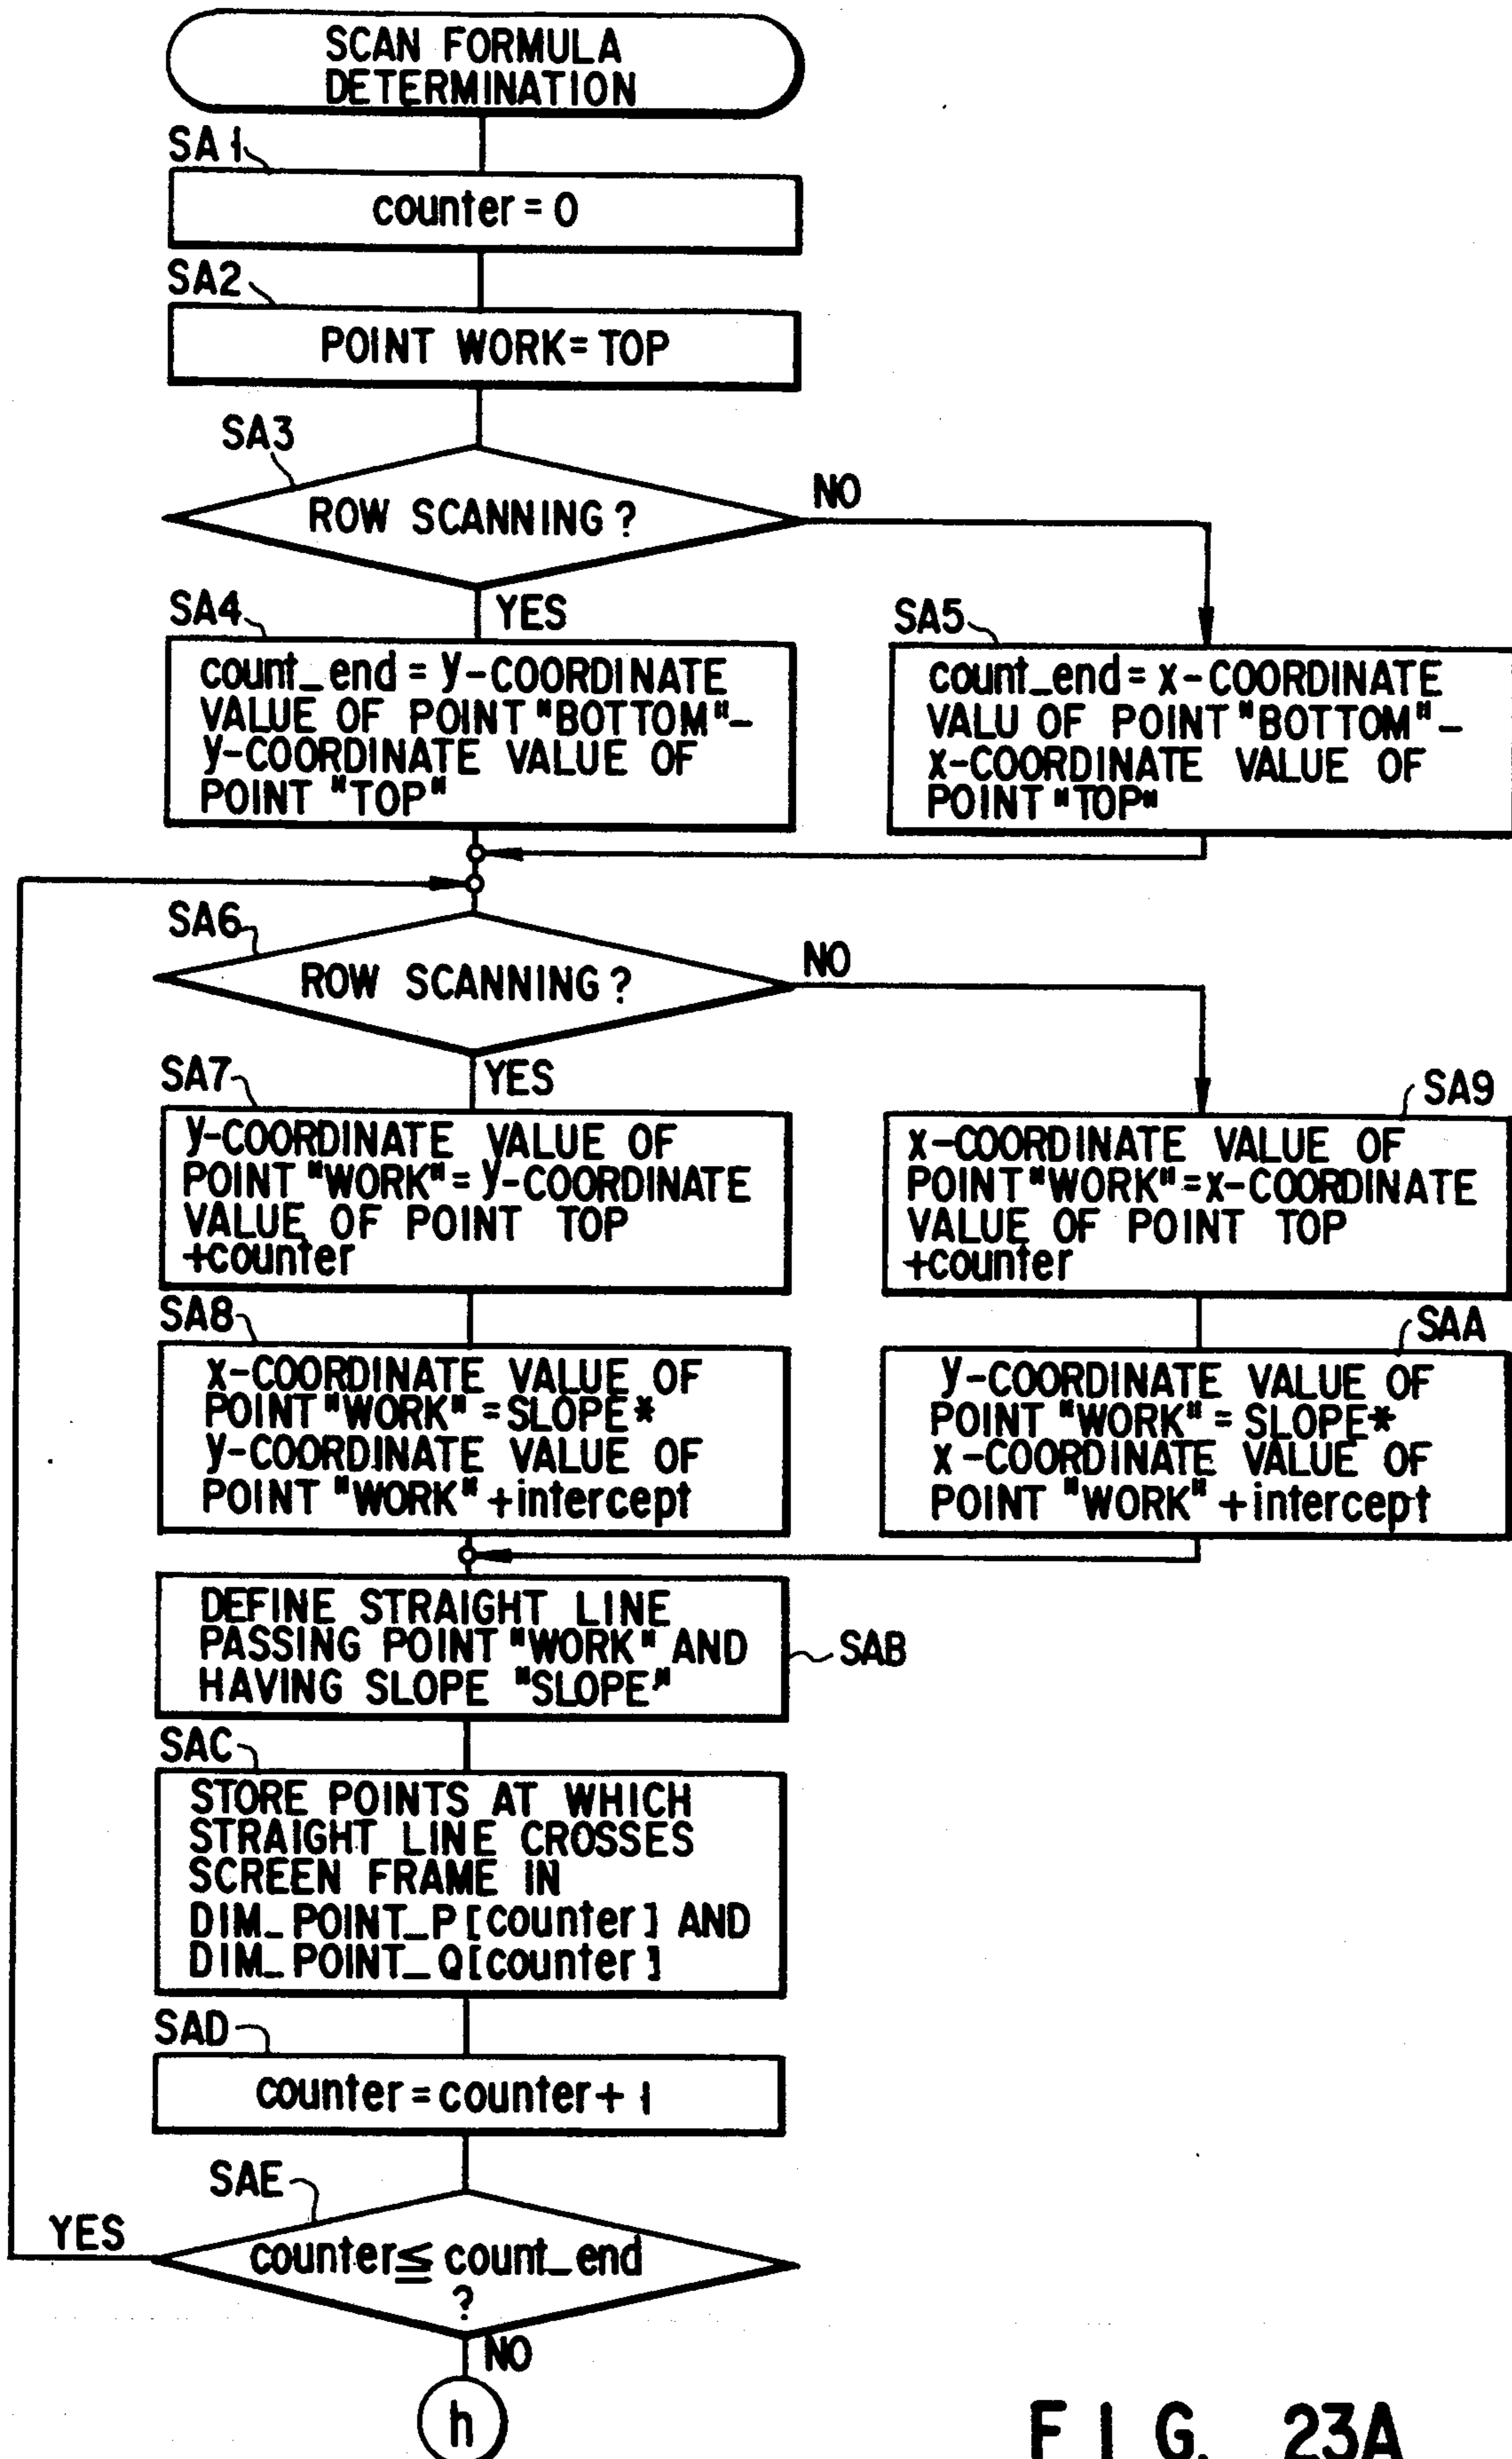 SCAN FORMULA
DETERMINATION
SA1
counter = 0
SA2
POINT WORK = TOP
SA3
ROW SCANNING ?
NO
YES
SA4
count_end = y-COORDINATE
VALUE OF POINT "BOTTOM"-
y-COORDINATE VALUE OF
POINT "TOP"
SA5
count_end = x-COORDINATE
VALU OF POINT "BOTTOM"-
x-COORDINATE VALUE OF
POINT "TOP"
SA6
ROW SCANNING ?
NO
YES
SA7
y-COORDINATE VALUE OF
POINT "WORK" = y-COORDINATE
VALUE OF POINT TOP
+counter
SA9
x-COORDINATE VALUE OF
POINT "WORK" = x-COORDINATE
VALUE OF POINT TOP
+counter
SA8
x-COORDINATE VALUE OF
POINT "WORK" = SLOPE*
y-COORDINATE VALUE OF
POINT "WORK" +intercept
SAA
y-COORDINATE VALUE OF
POINT "WORK" = SLOPE*
x-COORDINATE VALUE OF
POINT "WORK" +intercept
DEFINE STRAIGHT LINE
PASSING POINT "WORK" AND
HAVING SLOPE "SLOPE"
SAB
SAC
STORE POINTS AT WHICH
STRAIGHT LINE CROSSES
SCREEN FRAME IN
DIM_POINT_P[counter] AND
DIM_POINT_Q[counter]
SAD
counter = counter + 1
SAE
YES
counter ≦ count_end
?
NO
h
FIG. 23A